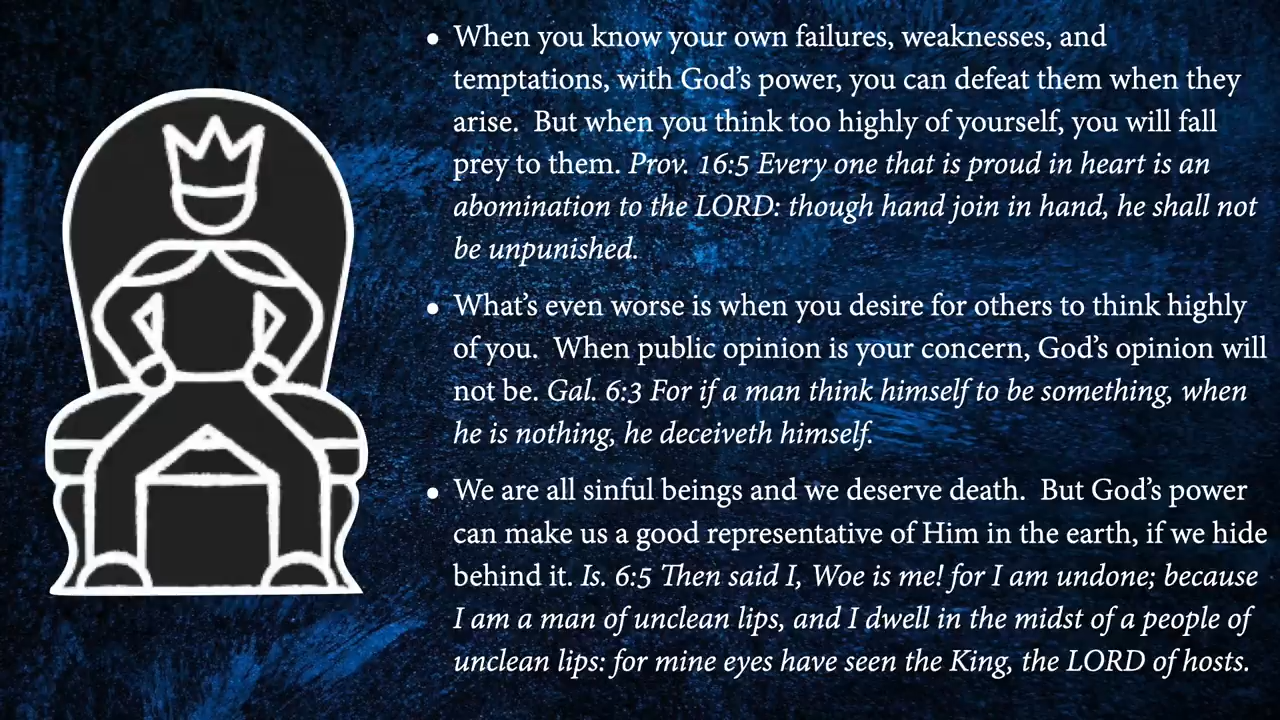 • When you know your own failures, weaknesses, and
temptations, with God's power, you can defeat them when they
arise.  But when you think too highly of yourself, you will fall
prey to them. Prov. 16:5 Every one that is proud in heart is an
abomination to the LORD: though hand join in hand, he shall not
be unpunished.
• What's even worse is when you desire for others to think highly
of you.  When public opinion is your concern, God's opinion will
not be. Gal. 6:3 For if a man think himself to be something, when
he is nothing, he deceiveth himself.
• We are all sinful beings and we deserve death.  But God's power
can make us a good representative of Him in the earth, if we hide
behind it. Is. 6:5 Then said I, Woe is me! for I am undone; because
I am a man of unclean lips, and I dwell in the midst of a people of
unclean lips: for mine eyes have seen the King, the LORD of hosts.